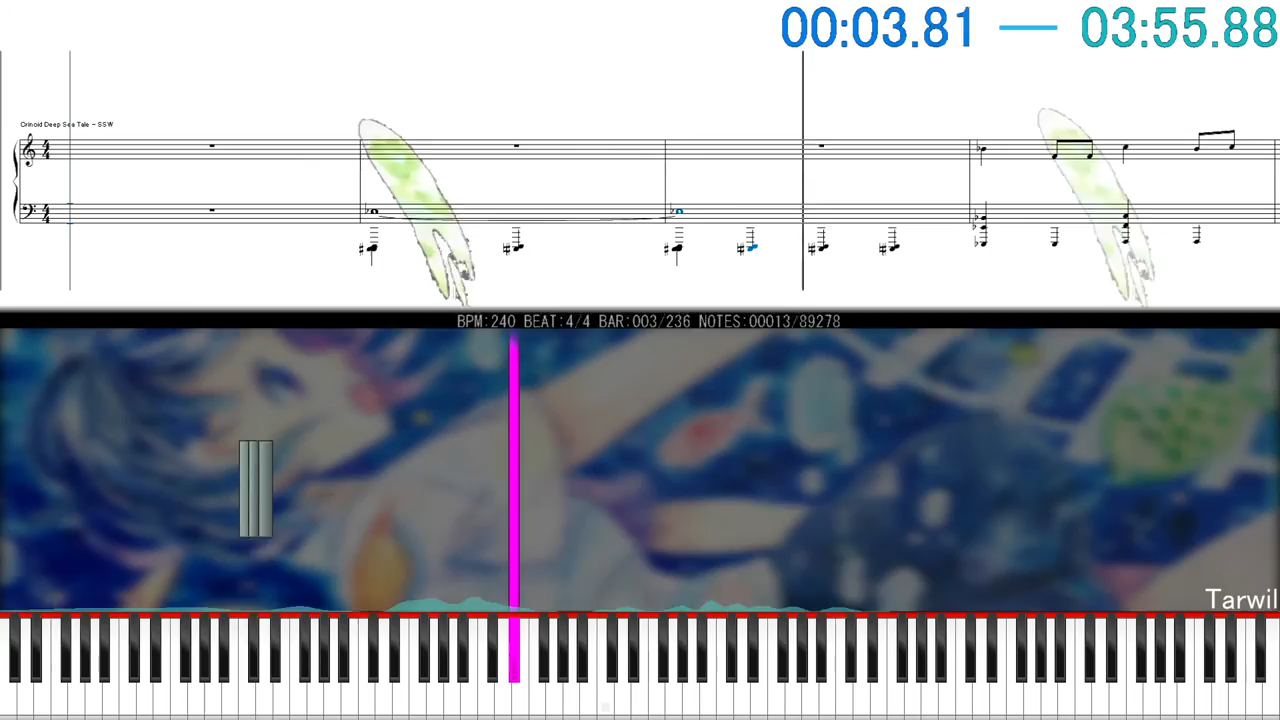 00:03.81 — 03:55.88
Crinoid Deep Sea Tale - SSW
BPM:240 BEAT:4/4 BAR:003/236 NOTES:00013/89278
Tarwil